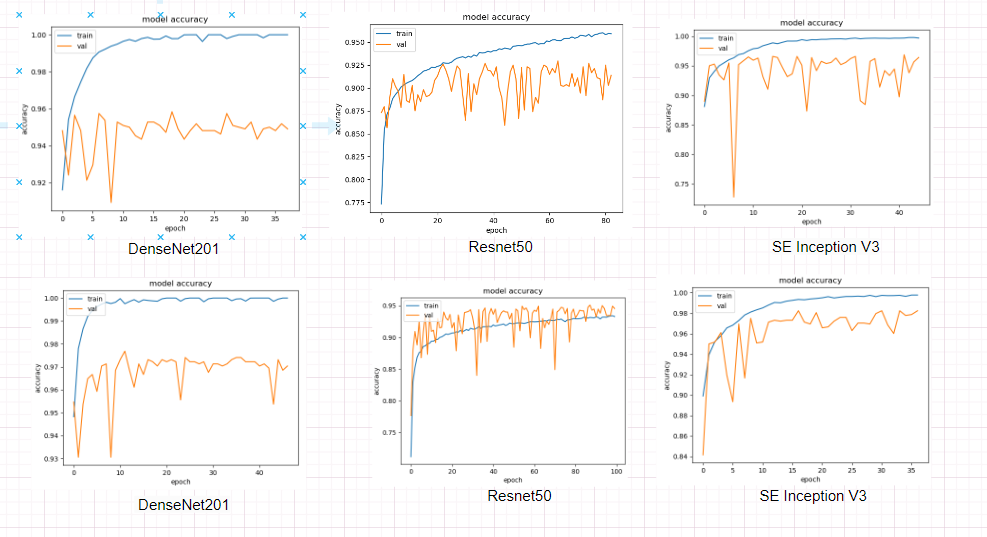 model accuracy
train
val
1.00
0.98
0.96
0.94
0.92
accuracy
0 5 10 15 20 25 30 35
epoch
DenseNet201
model accuracy
train
val
0.950
0.925
0.900
0.875
0.850
0.825
0.800
0.775
accuracy
0 20 40 60 80
epoch
Resnet50
model accuracy
train
val
1.00
0.95
0.90
0.85
0.80
0.75
accuracy
0 10 20 30 40
epoch
SE Inception V3
model accuracy
train
val
1.00
0.99
0.98
0.97
0.96
0.95
0.94
0.93
accuracy
0 10 20 30 40
epoch
DenseNet201
model accuracy
train
val
0.95
0.90
0.85
0.80
0.75
accuracy
0 20 40 60 80 100
epoch
Resnet50
model accuracy
train
val
1.00
0.98
0.96
0.94
0.92
0.90
0.88
0.86
0.84
accuracy
0 5 10 15 20 25 30 35
epoch
SE Inception V3